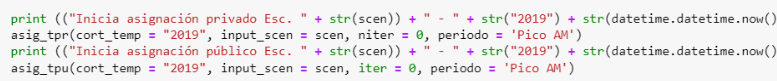 print (("Inicia asignación privado Esc. " + str(scen)) + " - " + str("2019") + str(datetime.datetime.now()
asig_tpr(cort_temp = "2019", input_scen = scen, niter = 0, periodo = 'Pico AM')
print (("Inicia asignación público Esc. " + str(scen)) + " - " + str("2019") + str(datetime.datetime.now()
asig_tpu(cort_temp = "2019", input_scen = scen, iter = 0, periodo = 'Pico AM')